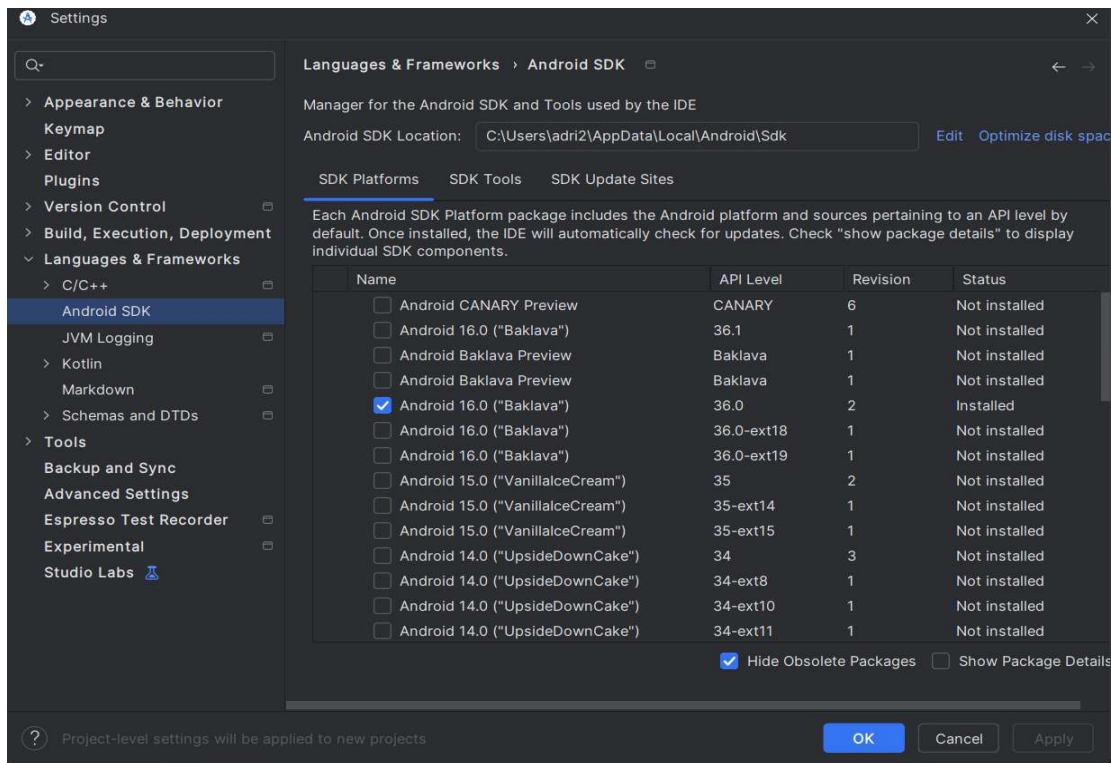 Settings
Languages & Frameworks › Android SDK
Appearance & Behavior
Keymap
Editor
Plugins
Version Control
Build, Execution, Deployment
Languages & Frameworks
C/C++
Android SDK
JVM Logging
Kotlin
Markdown
Schemas and DTDs
Tools
Backup and Sync
Advanced Settings
Espresso Test Recorder
Experimental
Studio Labs
Manager for the Android SDK and Tools used by the IDE
Android SDK Location: C:\Users\adri2\AppData\Local\Android\Sdk Edit Optimize disk spac
SDK Platforms SDK Tools SDK Update Sites
Each Android SDK Platform package includes the Android platform and sources pertaining to an API level by
default. Once installed, the IDE will automatically check for updates. Check "show package details" to display
individual SDK components.
Name API Level Revision Status
Android CANARY Preview CANARY 6 Not installed
Android 16.0 ("Baklava") 36.1 1 Not installed
Android Baklava Preview Baklava 1 Not installed
Android Baklava Preview Baklava 1 Not installed
Android 16.0 ("Baklava") 36.0 2 Installed
Android 16.0 ("Baklava") 36.0-ext18 1 Not installed
Android 16.0 ("Baklava") 36.0-ext19 1 Not installed
Android 15.0 ("VanillaIceCream") 35 2 Not installed
Android 15.0 ("VanillaIceCream") 35-ext14 1 Not installed
Android 15.0 ("VanillaIceCream") 35-ext15 1 Not installed
Android 14.0 ("UpsideDownCake") 34 3 Not installed
Android 14.0 ("UpsideDownCake") 34-ext8 1 Not installed
Android 14.0 ("UpsideDownCake") 34-ext10 1 Not installed
Android 14.0 ("UpsideDownCake") 34-ext11 1 Not installed
Hide Obsolete Packages Show Package Details
? Project-level settings will be applied to new projects
OK Cancel Apply